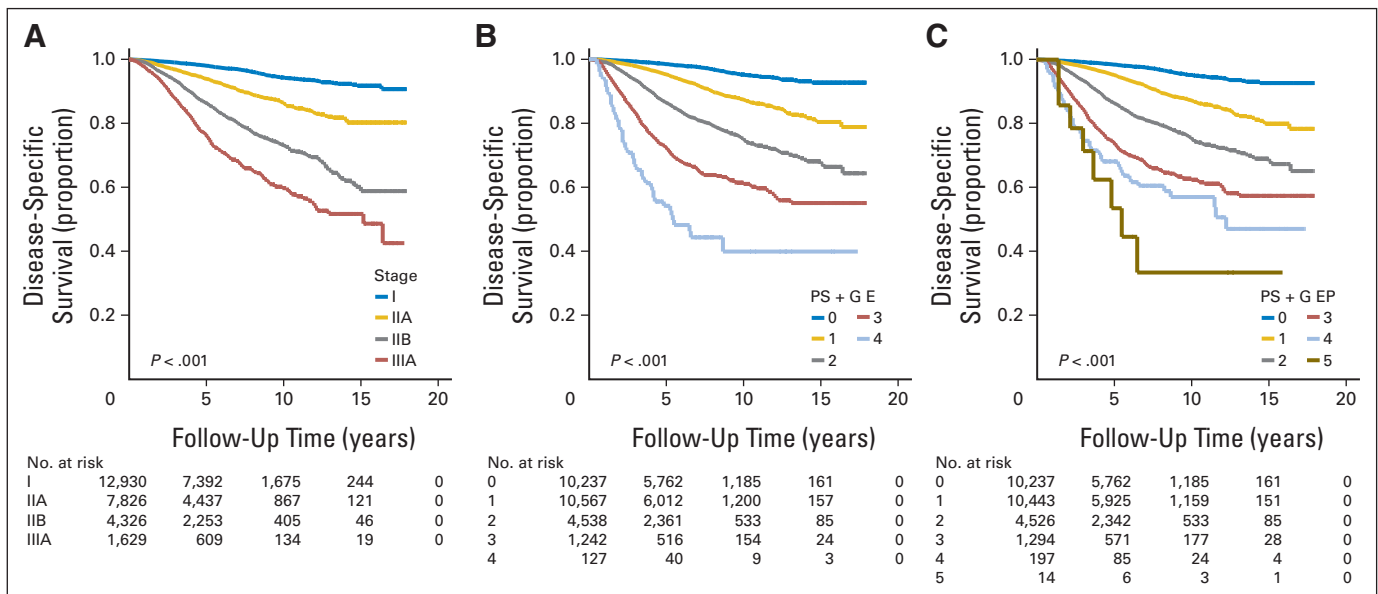 A
Disease-Specific
Survival (proportion)
1.0
0.8
0.6
0.4
0.2
0
5
10
15
20
Stage
I
IIA
IIB
IIIA
P < .001
Follow-Up Time (years)
No. at risk
I 12,930 7,392 1,675 244 0
IIA 7,826 4,437 867 121 0
IIB 4,326 2,253 405 46 0
IIIA 1,629 609 134 19 0
B
Disease-Specific
Survival (proportion)
1.0
0.8
0.6
0.4
0.2
0
5
10
15
20
PS + G E
0 3
1 4
2
P < .001
Follow-Up Time (years)
No. at risk
0 10,237 5,762 1,185 161 0
1 10,567 6,012 1,200 157 0
2 4,538 2,361 533 85 0
3 1,242 516 154 24 0
4 127 40 9 3 0
C
Disease-Specific
Survival (proportion)
1.0
0.8
0.6
0.4
0.2
0
5
10
15
20
PS + G EP
0 3
1 4
2 5
P < .001
Follow-Up Time (years)
No. at risk
0 10,237 5,762 1,185 161 0
1 10,443 5,925 1,159 151 0
2 4,526 2,342 533 85 0
3 1,294 571 177 28 0
4 197 85 24 4 0
5 14 6 3 1 0